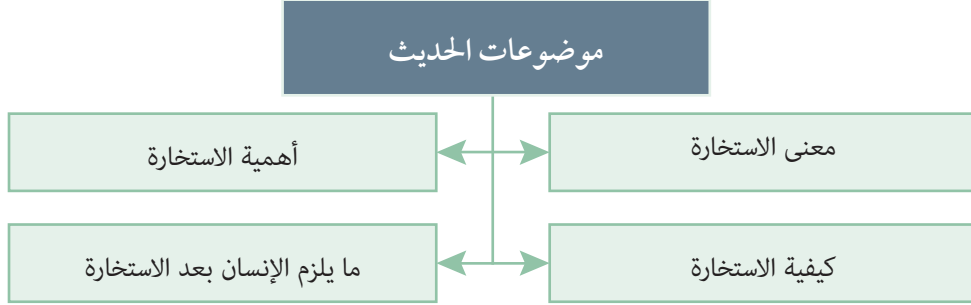 موضوعات الحديث
معنى الاستخارة
أهمية الاستخارة
كيفية الاستخارة
ما يلزم الإنسان بعد الاستخارة